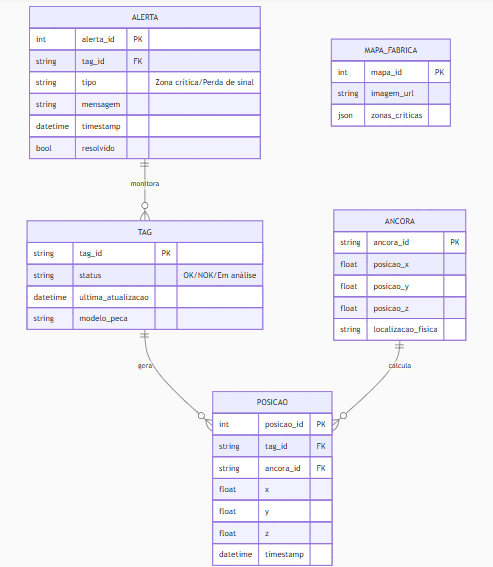 ALERTA
int alerta_id PK
string tag_id FK
string tipo Zona crítica/Perda de sinal
string mensagem
datetime timestamp
bool resolvido
MAPA_FABRICA
int mapa_id PK
string imagem_url
json zonas_criticas
monitora
TAG
string tag_id PK
string status OK/NOK/Em análise
datetime ultima_atualizacao
string modelo_peca
ANCORA
string ancora_id PK
float posicao_x
float posicao_y
float posicao_z
string localizacao_fisica
gera
calcula
POSICAO
int posicao_id PK
string tag_id FK
string ancora_id FK
float x
float y
float z
datetime timestamp